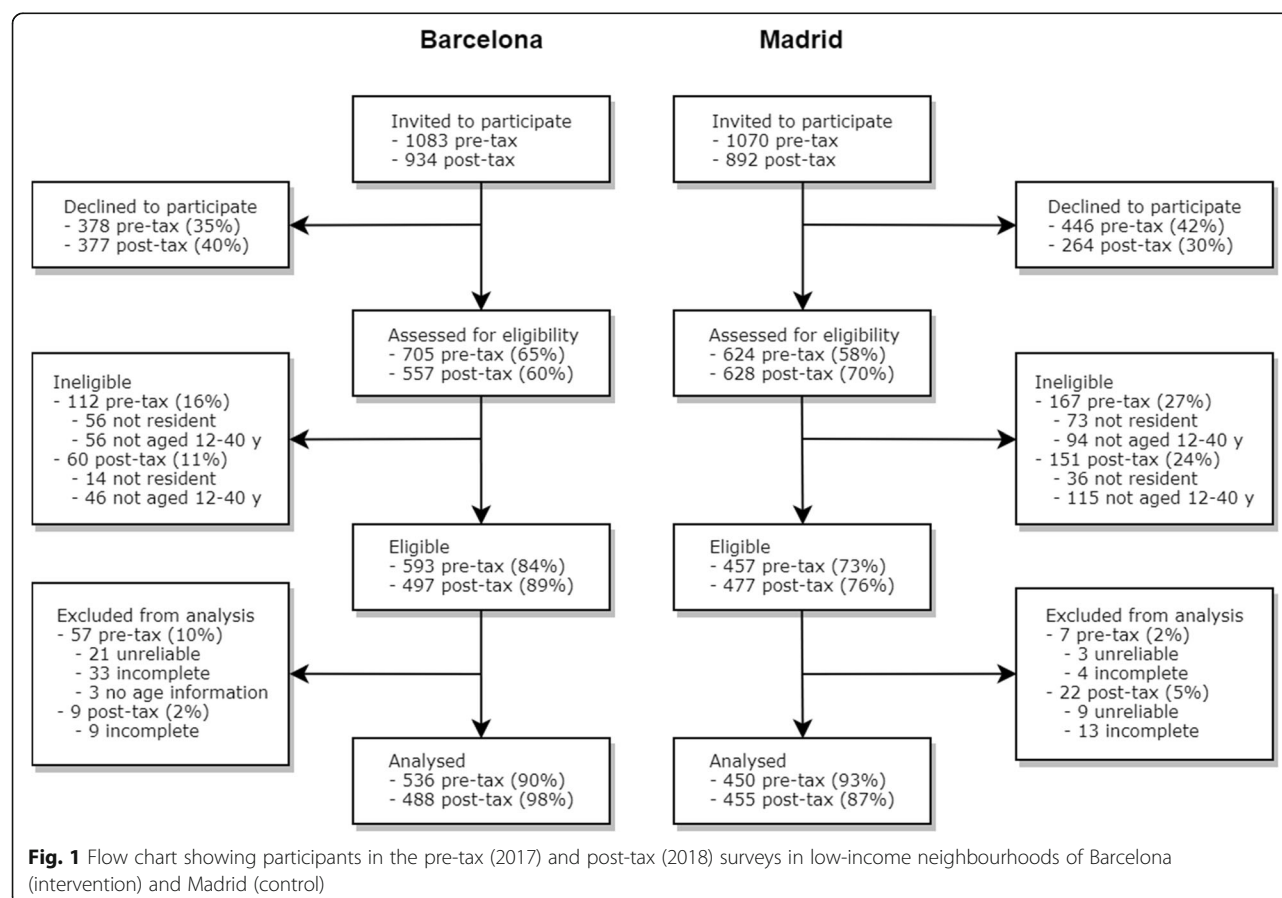 Barcelona
Madrid
Invited to participate
- 1083 pre-tax
- 934 post-tax
Invited to participate
- 1070 pre-tax
- 892 post-tax
Declined to participate
- 378 pre-tax (35%)
- 377 post-tax (40%)
Declined to participate
- 446 pre-tax (42%)
- 264 post-tax (30%)
Assessed for eligibility
- 705 pre-tax (65%)
- 557 post-tax (60%)
Assessed for eligibility
- 624 pre-tax (58%)
- 628 post-tax (70%)
Ineligible
- 112 pre-tax (16%)
- 56 not resident
- 56 not aged 12-40 y
- 60 post-tax (11%)
- 14 not resident
- 46 not aged 12-40 y
Ineligible
- 167 pre-tax (27%)
- 73 not resident
- 94 not aged 12-40 y
- 151 post-tax (24%)
- 36 not resident
- 115 not aged 12-40 y
Eligible
- 593 pre-tax (84%)
- 497 post-tax (89%)
Eligible
- 457 pre-tax (73%)
- 477 post-tax (76%)
Excluded from analysis
- 57 pre-tax (10%)
- 21 unreliable
- 33 incomplete
- 3 no age information
- 9 post-tax (2%)
- 9 incomplete
Excluded from analysis
- 7 pre-tax (2%)
- 3 unreliable
- 4 incomplete
- 22 post-tax (5%)
- 9 unreliable
- 13 incomplete
Analysed
- 536 pre-tax (90%)
- 488 post-tax (98%)
Analysed
- 450 pre-tax (93%)
- 455 post-tax (87%)
Fig. 1 Flow chart showing participants in the pre-tax (2017) and post-tax (2018) surveys in low-income neighbourhoods of Barcelona
(intervention) and Madrid (control)